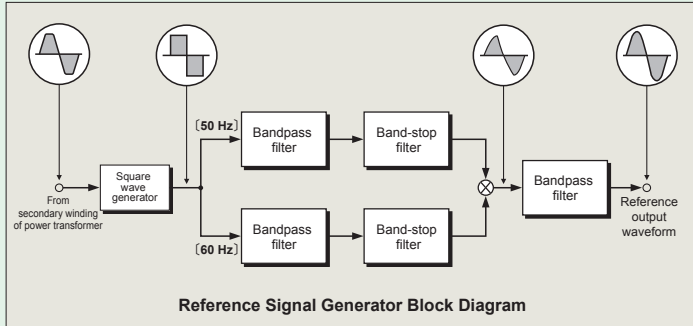 [50 Hz]
Bandpass
filter
Band-stop
filter
Square
wave
generator
From
secondary winding
of power transformer
Bandpass
filter
Reference
output
waveform
[60 Hz]
Bandpass
filter
Band-stop
filter
Reference Signal Generator Block Diagram